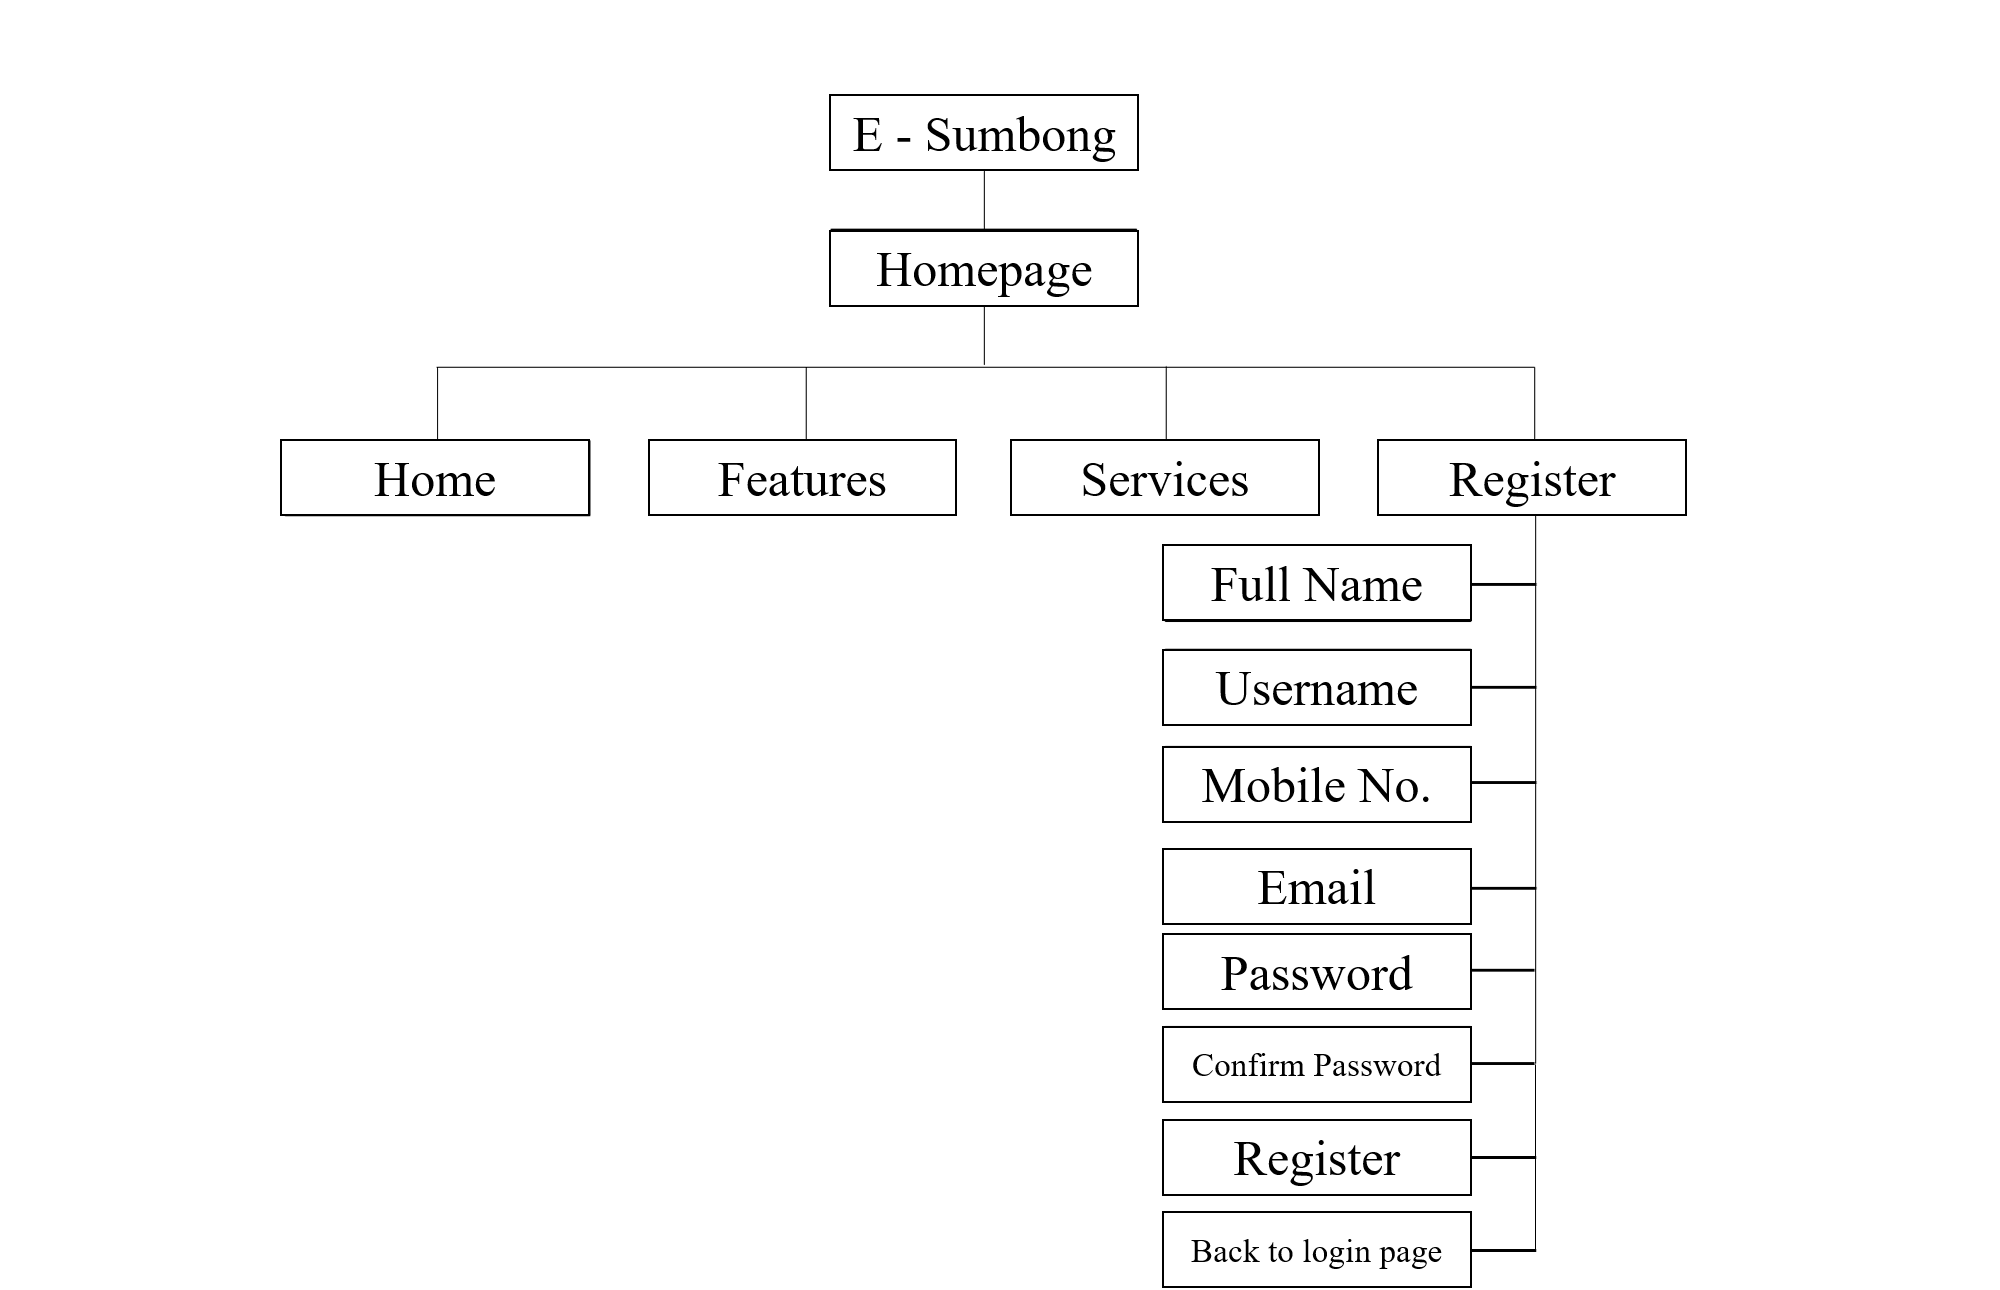 E - Sumbong
Homepage
Home
Features
Services
Register
Full Name
Username
Mobile No.
Email
Password
Confirm Password
Register
Back to login page